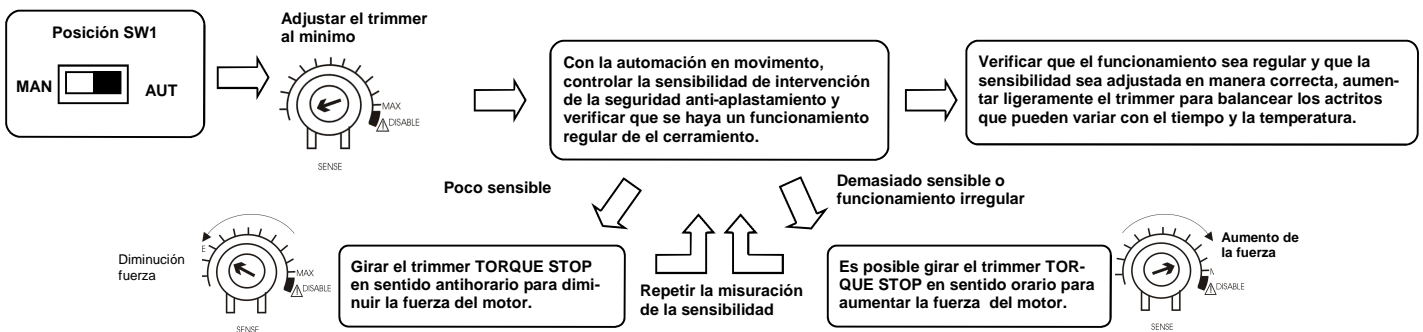 Posición SW1
MAN
AUT
Adjustar el trimmer
al minimo
MAX
DISABLE
SENSE
Con la automación en movimento,
controlar la sensibilidad de intervención
de la seguridad anti-aplastamiento y
verificar que se haya un funcionamiento
regular de el cerramiento.
Verificar que el funcionamiento sea regular y que la
sensibilidad sea adjustada en manera correcta, aumen-
tar ligeramente el trimmer para balancear los actritos
que pueden variar con el tiempo y la temperatura.
Poco sensible
Demasiado sensible o
funcionamiento irregular
Diminución
fuerza
E
MAX
DISABLE
SENSE
Girar el trimmer TORQUE STOP
en sentido antihorario para dimi-
nuir la fuerza del motor.
Repetir la misuración
de la sensibilidad
Es posible girar el trimmer TOR-
QUE STOP en sentido orario para
aumentar la fuerza del motor.
Aumento de
la fuerza
DISABLE
SENSE